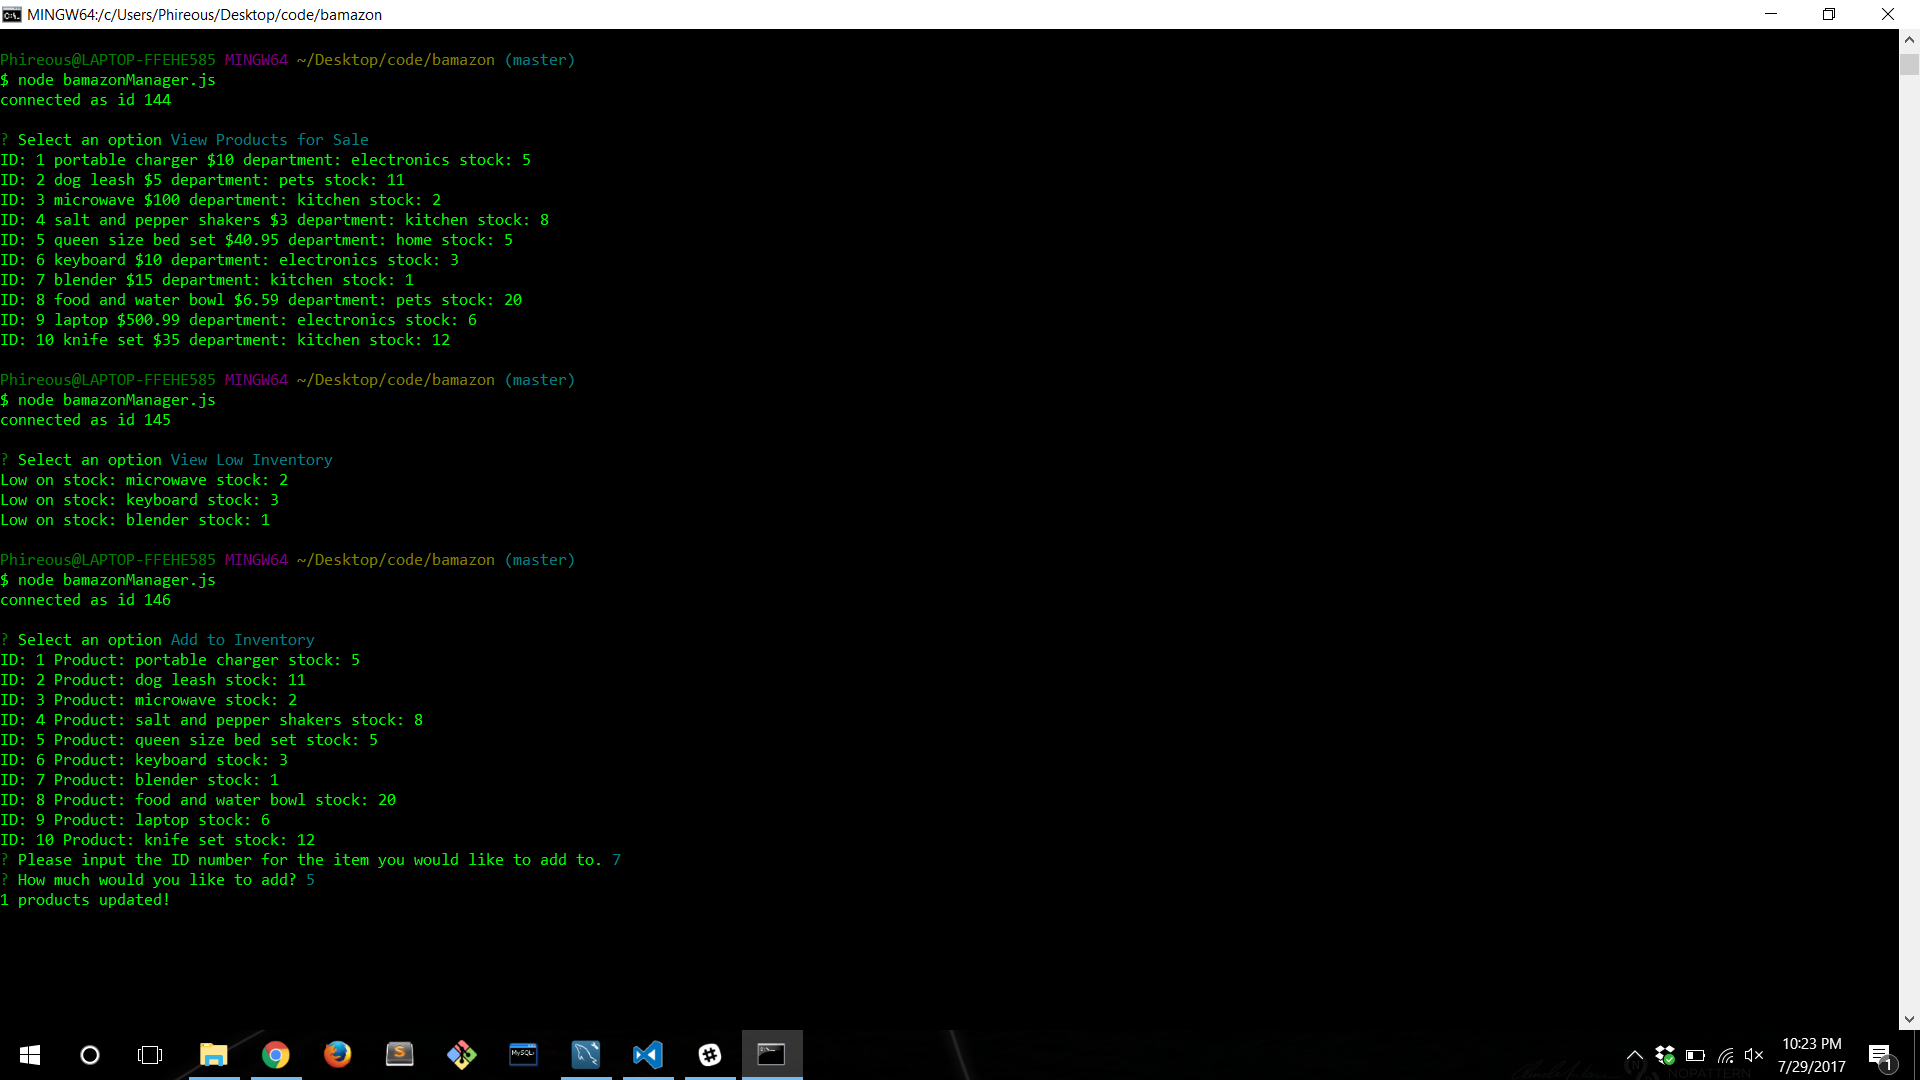 MINGW64:/c/Users/Phireous/Desktop/code/bamazon
Phireous@LAPTOP-FFEHE585 MINGW64 ~/Desktop/code/bamazon (master)
$ node bamazonManager.js
connected as id 144
? Select an option View Products for Sale
ID: 1 portable charger $10 department: electronics stock: 5
ID: 2 dog leash $5 department: pets stock: 11
ID: 3 microwave $100 department: kitchen stock: 2
ID: 4 salt and pepper shakers $3 department: kitchen stock: 8
ID: 5 queen size bed set $40.95 department: home stock: 5
ID: 6 keyboard $10 department: electronics stock: 3
ID: 7 blender $15 department: kitchen stock: 1
ID: 8 food and water bowl $6.59 department: pets stock: 20
ID: 9 laptop $500.99 department: electronics stock: 6
ID: 10 knife set $35 department: kitchen stock: 12
Phireous@LAPTOP-FFEHE585 MINGW64 ~/Desktop/code/bamazon (master)
$ node bamazonManager.js
connected as id 145
? Select an option View Low Inventory
Low on stock: microwave stock: 2
Low on stock: keyboard stock: 3
Low on stock: blender stock: 1
Phireous@LAPTOP-FFEHE585 MINGW64 ~/Desktop/code/bamazon (master)
$ node bamazonManager.js
connected as id 146
? Select an option Add to Inventory
ID: 1 Product: portable charger stock: 5
ID: 2 Product: dog leash stock: 11
ID: 3 Product: microwave stock: 2
ID: 4 Product: salt and pepper shakers stock: 8
ID: 5 Product: queen size bed set stock: 5
ID: 6 Product: keyboard stock: 3
ID: 7 Product: blender stock: 1
ID: 8 Product: food and water bowl stock: 20
ID: 9 Product: laptop stock: 6
ID: 10 Product: knife set stock: 12
? Please input the ID number for the item you would like to add to. 7
? How much would you like to add? 5
1 products updated!
MySQL
10:23 PM
7/29/2017
1
NOPATTERN